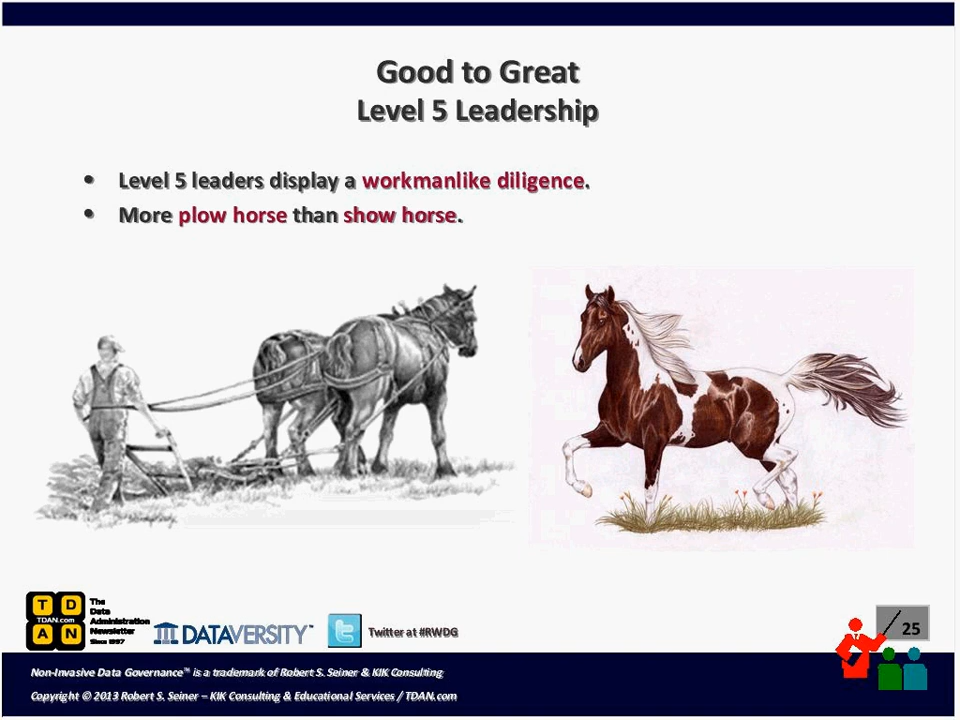 Good to Great
Level 5 Leadership
• Level 5 leaders display a workmanlike diligence.
• More plow horse than show horse.
T D
TDAN.com
A N
The
Data
Administration
Newsletter
Since 1997
DATAVERSITY™
Twitter at #RWDG
25
Non-Invasive Data Governance™ is a trademark of Robert S. Seiner & KIK Consulting
Copyright © 2013 Robert S. Seiner – KIK Consulting & Educational Services / TDAN.com